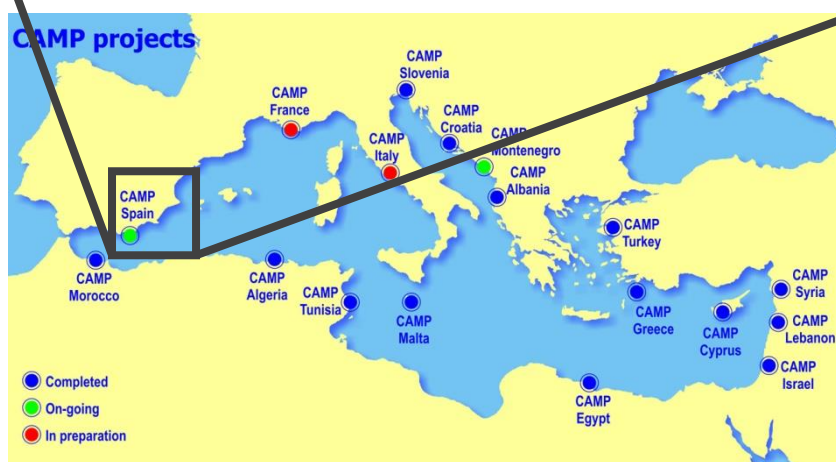 CAMP projects
CAMP
Slovenia
CAMP
France
CAMP
Croatia
CAMP
Italy
CAMP
Montenegro
CAMP
Albania
CAMP
Spain
CAMP
Turkey
CAMP
Morocco
CAMP
Algeria
CAMP
Tunisia
CAMP
Malta
CAMP
Greece
CAMP
Cyprus
CAMP
Syria
CAMP
Lebanon
CAMP
Israel
CAMP
Egypt
Completed
On-going
In preparation